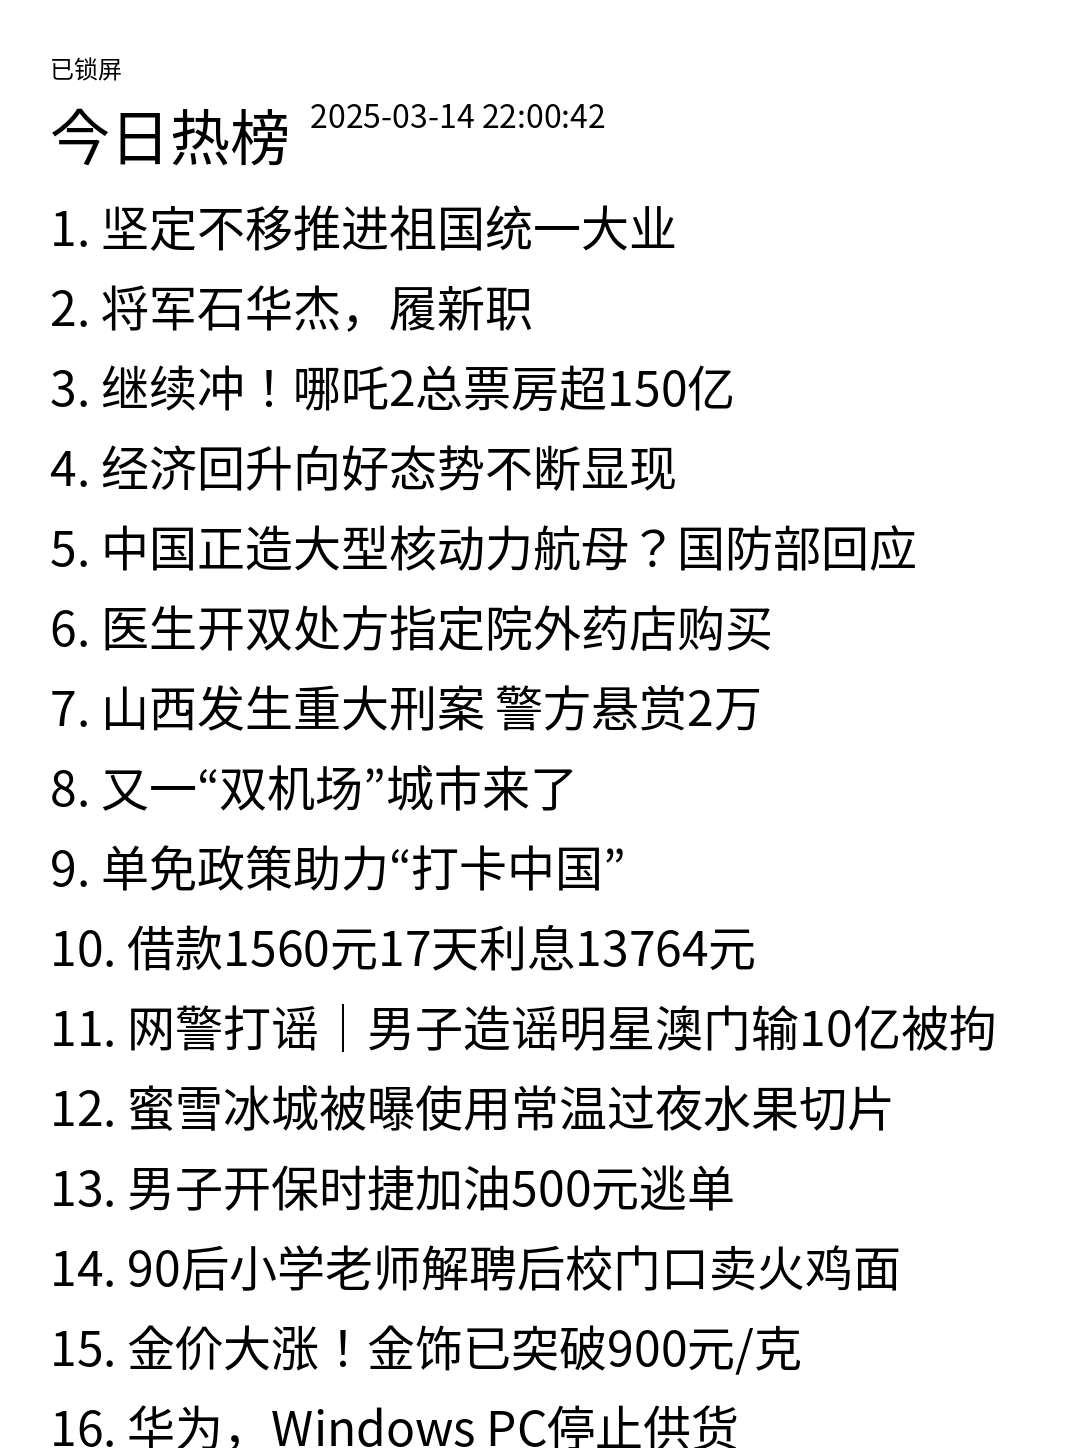 已锁屏
今日热榜 2025-03-14 22:00:42
1. 坚定不移推进祖国统一大业
2. 将军石华杰，履新职
3. 继续冲！哪吒2总票房超150亿
4. 经济回升向好态势不断显现
5. 中国正造大型核动力航母？国防部回应
6. 医生开双处方指定院外药店购买
7. 山西发生重大刑案 警方悬赏2万
8. 又一“双机场”城市来了
9. 单免政策助力“打卡中国”
10. 借款1560元17天利息13764元
11. 网警打谣｜男子造谣明星澳门输10亿被拘
12. 蜜雪冰城被曝使用常温过夜水果切片
13. 男子开保时捷加油500元逃单
14. 90后小学老师解聘后校门口卖火鸡面
15. 金价大涨！金饰已突破900元/克
16. 华为，Windows PC停止供货